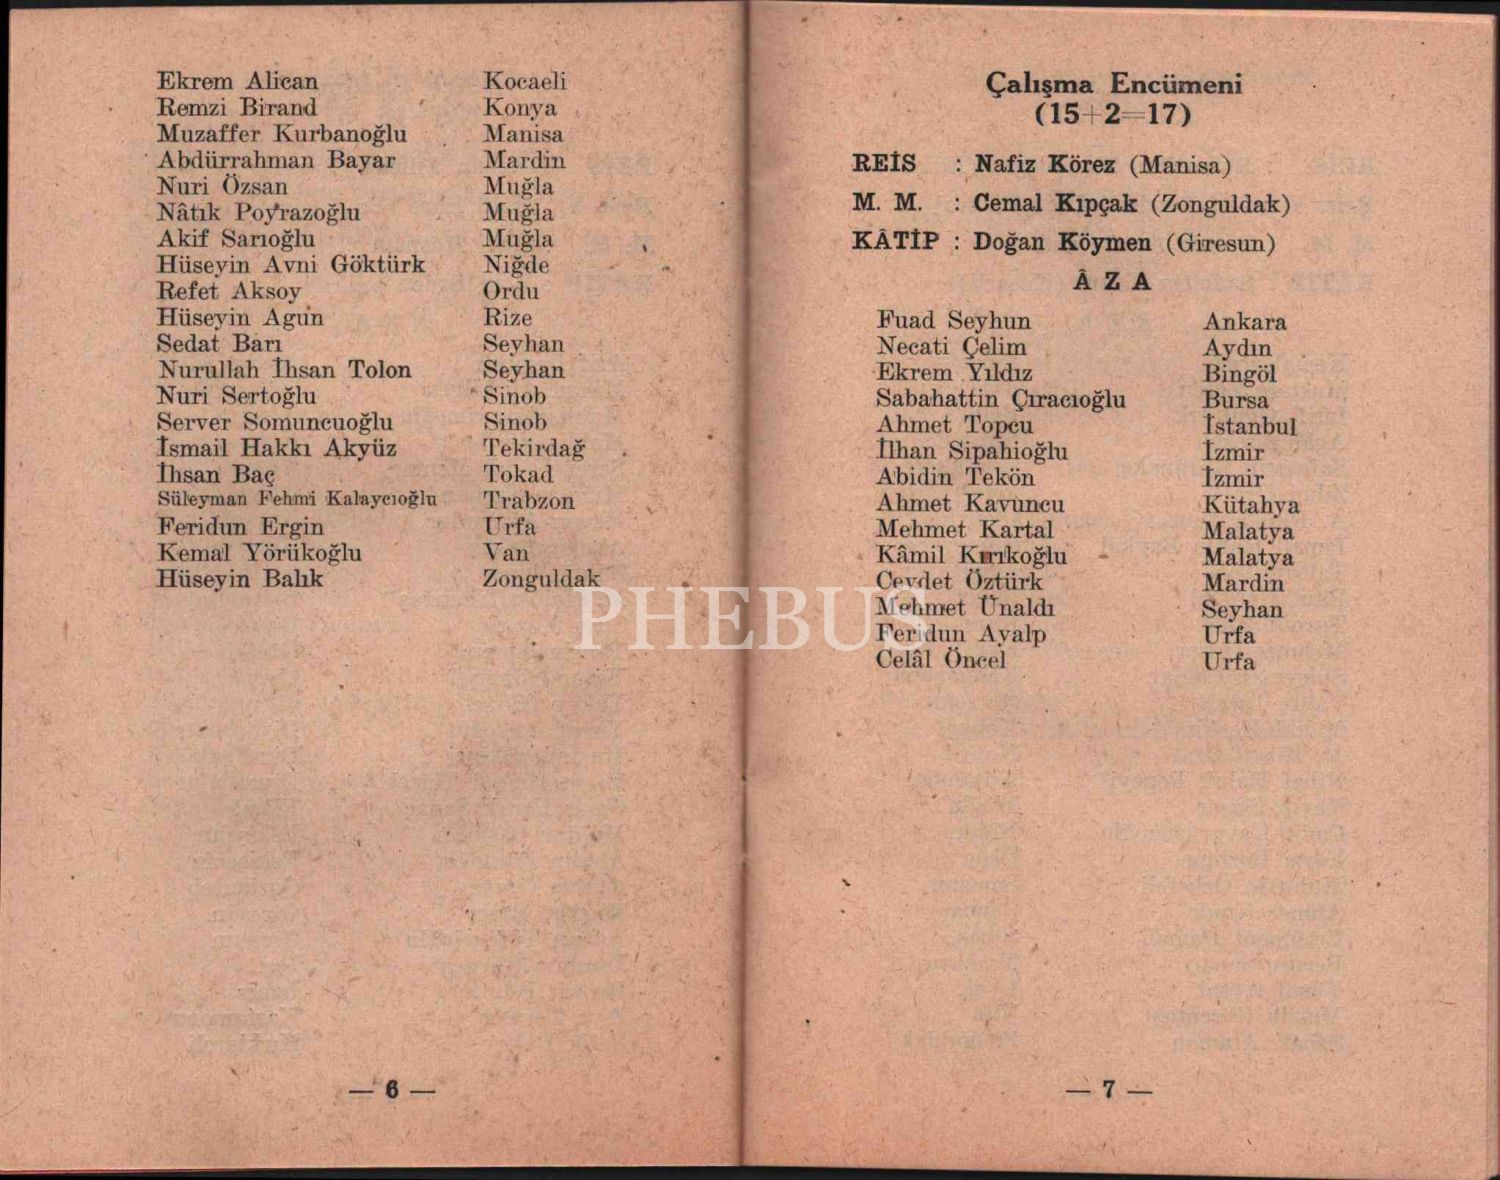 Ekrem Alican Kocaeli
Remzi Birand Konya
Muzaffer Kurbanoğlu Manisa
Abdürrahman Bayar Mardin
Nuri Özsan Muğla
Nâtık Poyrazoğlu Muğla
Akif Sarıoğlu Muğla
Hüseyin Avni Göktürk Niğde
Refet Aksoy Ordu
Hüseyin Agun Rize
Sedat Barı Seyhan
Nurullah İhsan Tolon Seyhan
Nuri Sertoğlu Sinob
Server Somuncuoğlu Sinob
İsmail Hakkı Akyüz Tekirdağ
İhsan Baç Tokad
Süleyman Fehmi Kalaycıoğlu Trabzon
Feridun Ergin Urfa
Kemal Yörükoğlu Van
Hüseyin Balık Zonguldak
— 6 —
Çalışma Encümeni
(15+2=17)
REİS : Nafiz Körez (Manisa)
M. M. : Cemal Kıpçak (Zonguldak)
KÂTİP : Doğan Köymen (Giresun)
ÂZA
Fuad Seyhun Ankara
Necati Çelim Aydın
Ekrem Yıldız Bingöl
Sabahattin Çıracıoğlu Bursa
Ahmet Topcu İstanbul
İlhan Sipahioğlu İzmir
Abidin Tekön İzmir
Ahmet Kavuncu Kütahya
Mehmet Kartal Malatya
Kâmil Kırıkoğlu Malatya
Cevdet Öztürk Mardin
Mehmet Ünaldı Seyhan
Feridun Ayalp Urfa
Celâl Öncel Urfa
— 7 —
PHEBUS